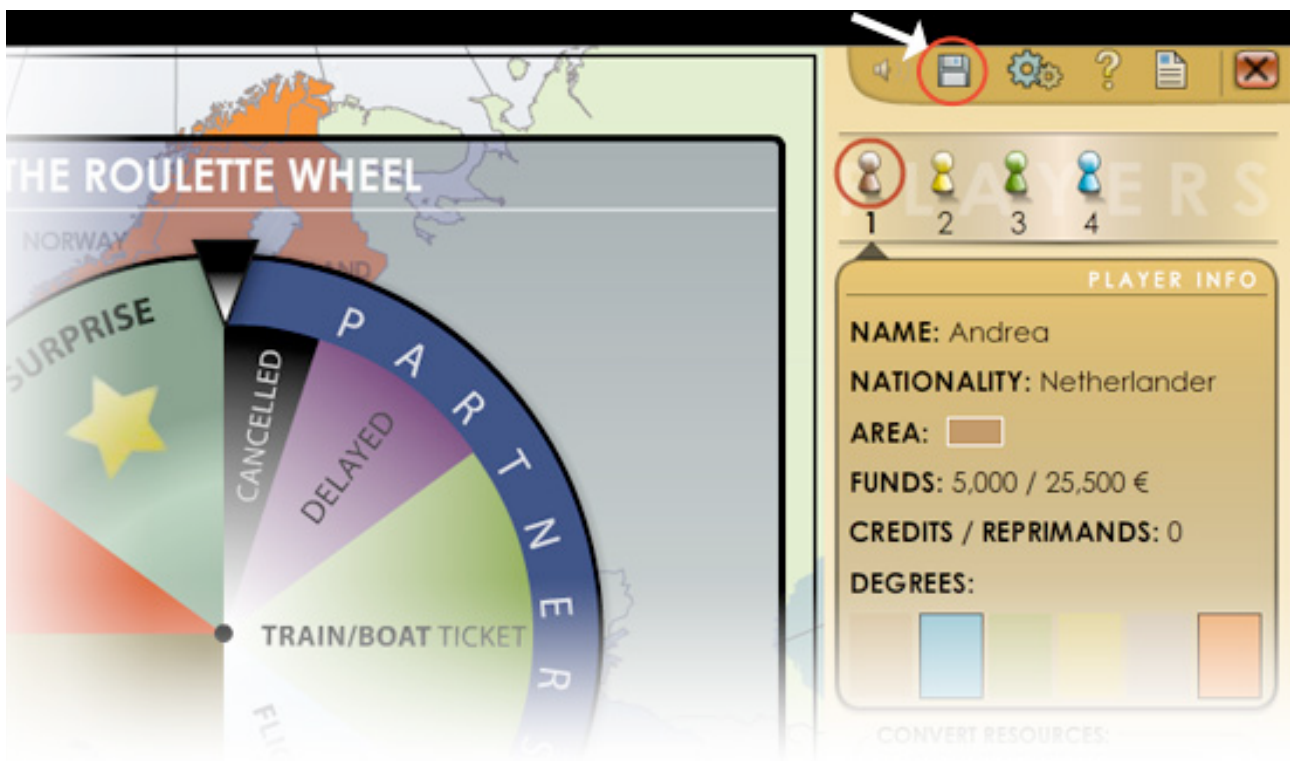 THE ROULETTE WHEEL
NORWAY
SURPRISE
CANCELLED
DELAYED
TRAIN/BOAT TICKET
PARTNERS
PLAYERS
1 2 3 4
PLAYER INFO
NAME: Andrea
NATIONALITY: Netherlander
AREA:
FUNDS: 5,000 / 25,500 €
CREDITS / REPRIMANDS: 0
DEGREES:
CONVERT RESOURCES: